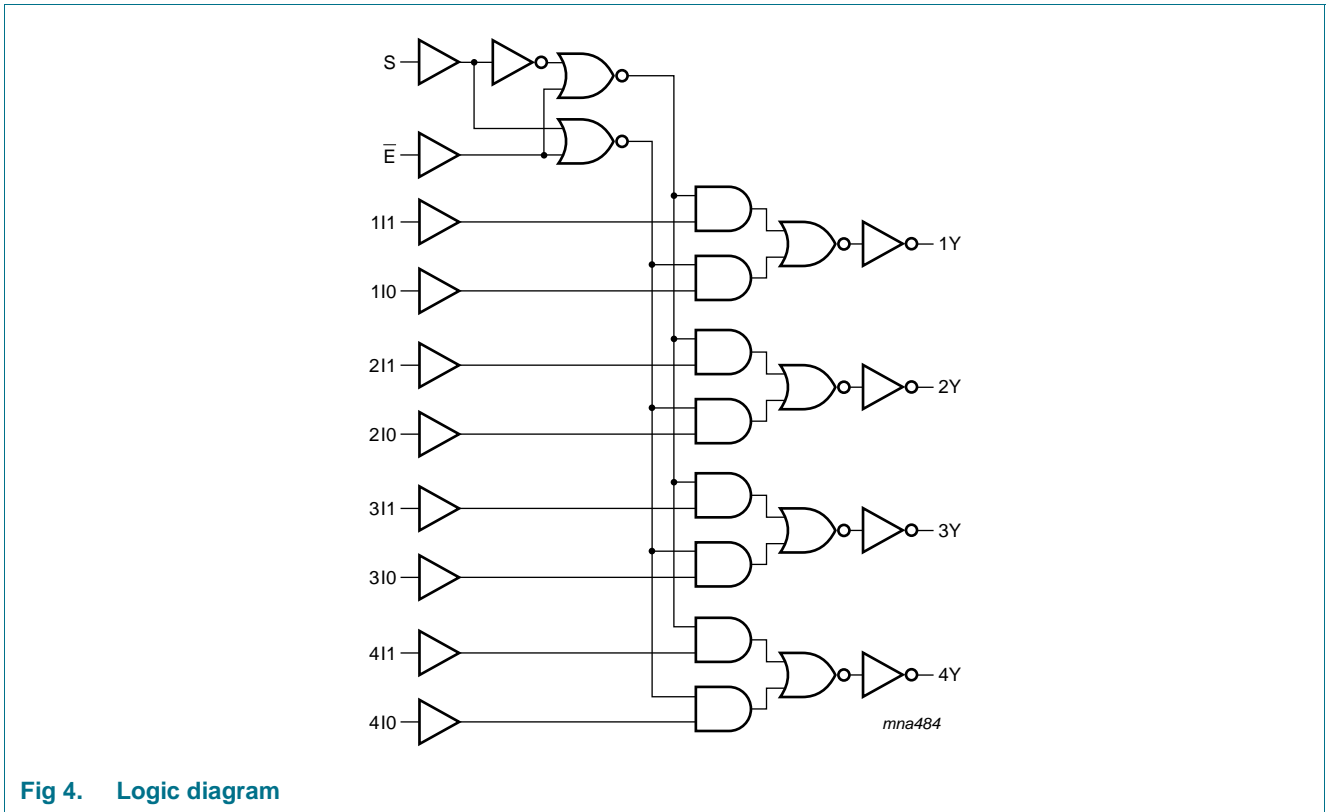 S
E̅
1I1
1I0
1Y
2I1
2I0
2Y
3I1
3I0
3Y
4I1
4I0
4Y
mna484
Fig 4. Logic diagram